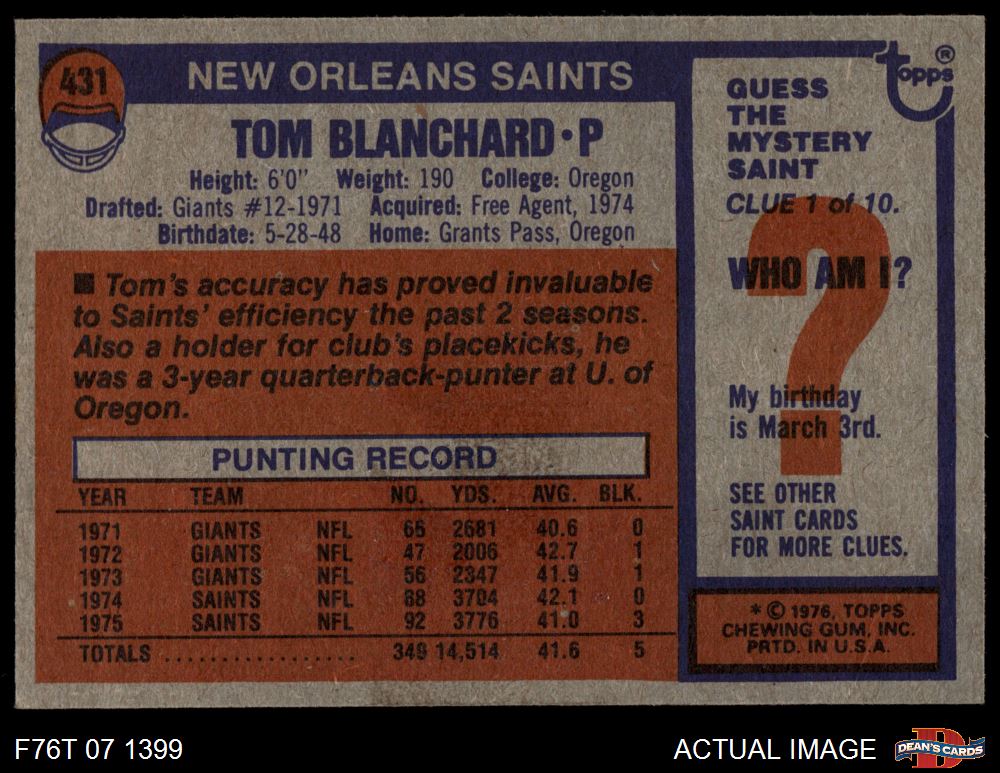 431
NEW ORLEANS SAINTS
TOM BLANCHARD • P
Height: 6'0" Weight: 190 College: Oregon
Drafted: Giants #12-1971 Acquired: Free Agent, 1974
Birthdate: 5-28-48 Home: Grants Pass, Oregon
■ Tom's accuracy has proved invaluable
to Saints' efficiency the past 2 seasons.
Also a holder for club's placekicks, he
was a 3-year quarterback-punter at U. of
Oregon.
PUNTING RECORD
YEAR TEAM NO. YDS. AVG. BLK.
1971 GIANTS NFL 66 2681 40.6 0
1972 GIANTS NFL 47 2006 42.7 1
1973 GIANTS NFL 56 2347 41.9 1
1974 SAINTS NFL 88 3704 42.1 0
1975 SAINTS NFL 92 3776 41.0 3
TOTALS .................. 349 14,514 41.6 5
topps®
GUESS
THE
MYSTERY
SAINT
CLUE 1 of 10.
?
WHO AM I?
My birthday
is March 3rd.
SEE OTHER
SAINT CARDS
FOR MORE CLUES.
* © 1976, TOPPS
CHEWING GUM, INC.
PRTD. IN U.S.A.
F76T 07 1399
ACTUAL IMAGE
D
DEAN'S CARDS